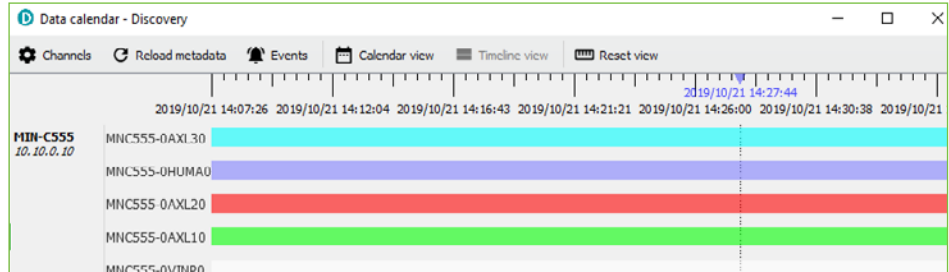 D Data calendar - Discovery
Channels Reload metadata Events Calendar view Timeline view Reset view
2019/10/21 14:27:44
2019/10/21 14:07:26 2019/10/21 14:12:04 2019/10/21 14:16:43 2019/10/21 14:21:21 2019/10/21 14:26:00 2019/10/21 14:30:38 2019/10/21
MIN-C555 MNC555-0AXL30
10.10.0.10
MNC555-0HUMA0
MNC555-0AXL20
MNC555-0AXL10